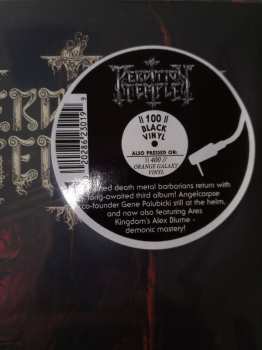 PERDITION
TEMPLE
\\ 100 //
BLACK
VINYL
ALSO PRESSED ON:
\\ 400 //
ORANGE GALAXY
VINYL
death metal barbarians return with
long-awaited third album! Angelcorpse
co-founder Gene Palubicki still at the helm,
and now also featuring Ares
Kingdom's Alex Blume -
demonic mastery!